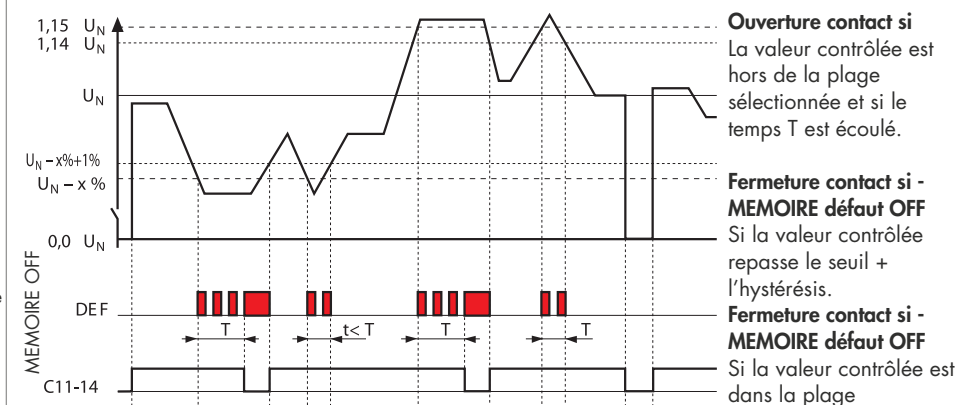 1,15 U_N
1,14 U_N
U_N
U_N – x%+1%
U_N – x %
0,0 U_N
MEMOIRE OFF
DEF
T
t< T
T
T
C11-14
Ouverture contact si
La valeur contrôlée est
hors de la plage
sélectionnée et si le
temps T est écoulé.
Fermeture contact si -
MEMOIRE défaut OFF
Si la valeur contrôlée
repasse le seuil +
l’hystérésis.
Fermeture contact si -
MEMOIRE défaut OFF
Si la valeur contrôlée est
dans la plage